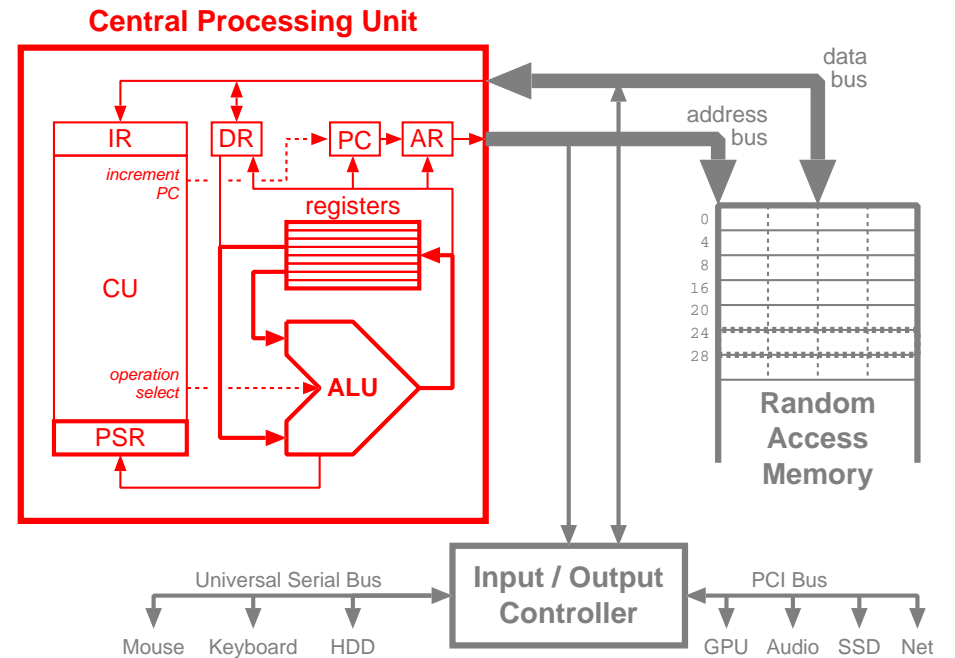 Central Processing Unit
data
bus
address
bus
IR
DR
PC
AR
increment
PC
registers
CU
operation
select
ALU
PSR
0
4
8
16
20
24
28
Random
Access
Memory
Universal Serial Bus
Input / Output
Controller
PCI Bus
Mouse
Keyboard
HDD
GPU
Audio
SSD
Net